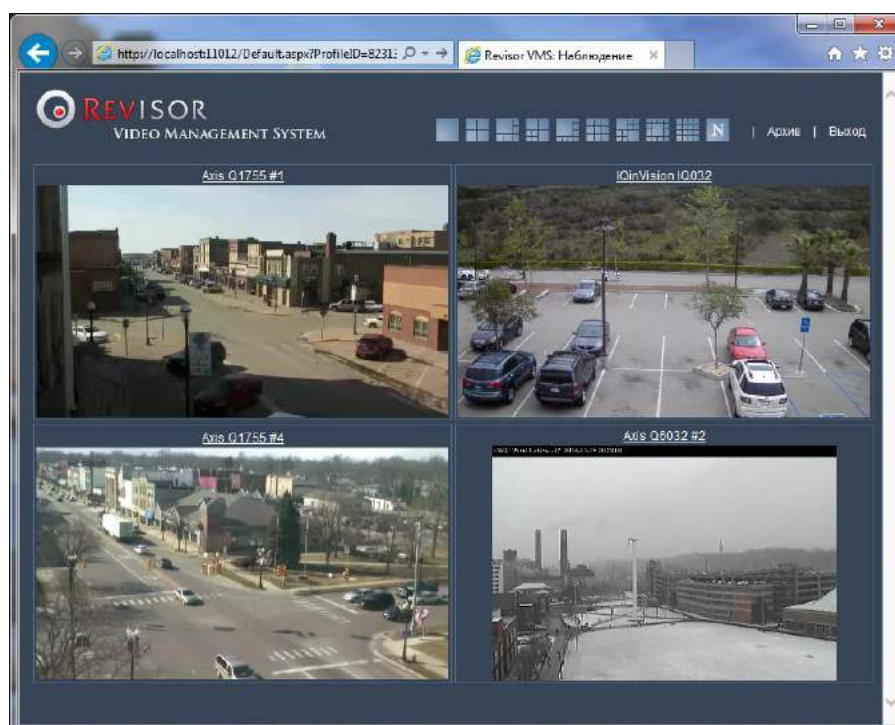 http://localhost:11012/Default.aspx?ProfileID=8231
Revisor VMS: Наблюдение
REVISOR
VIDEO MANAGEMENT SYSTEM
N | Архив | Выход
Axis Q1755 #1
IQinVision IQ032
Axis Q1755 #4
Axis Q6032 #2